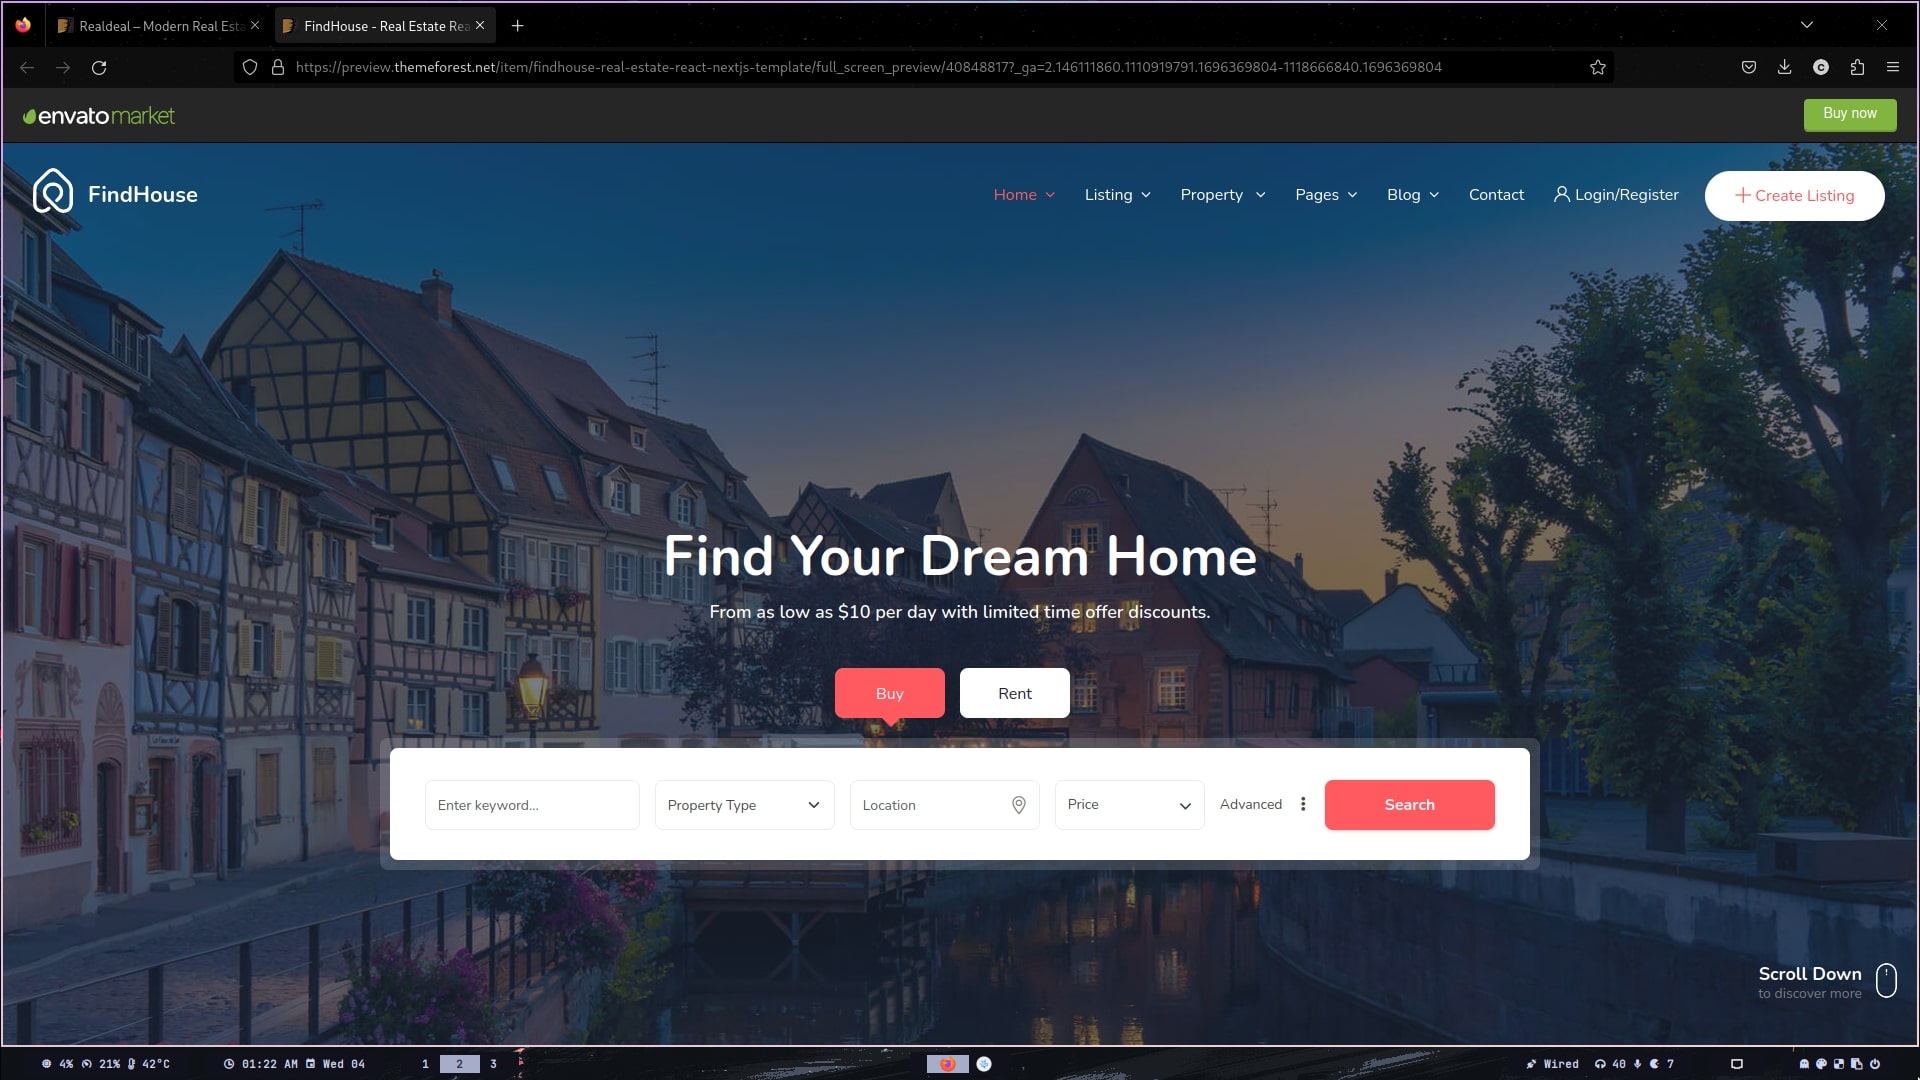 Realdeal – Modern Real Esta
FindHouse - Real Estate Rea
https://preview.themeforest.net/item/findhouse-real-estate-react-nextjs-template/full_screen_preview/40848817?_ga=2.146111860.1110919791.1696369804-1118666840.1696369804
envatomarket
Buy now
FindHouse
Home
Listing
Property
Pages
Blog
Contact
Login/Register
Create Listing
Find Your Dream Home
From as low as $10 per day with limited time offer discounts.
Buy
Rent
Enter keyword...
Property Type
Location
Price
Advanced
Search
Scroll Down
to discover more
4% 21% 42°C 01:22 AM Wed 04 1 2 3 Wired 40 7